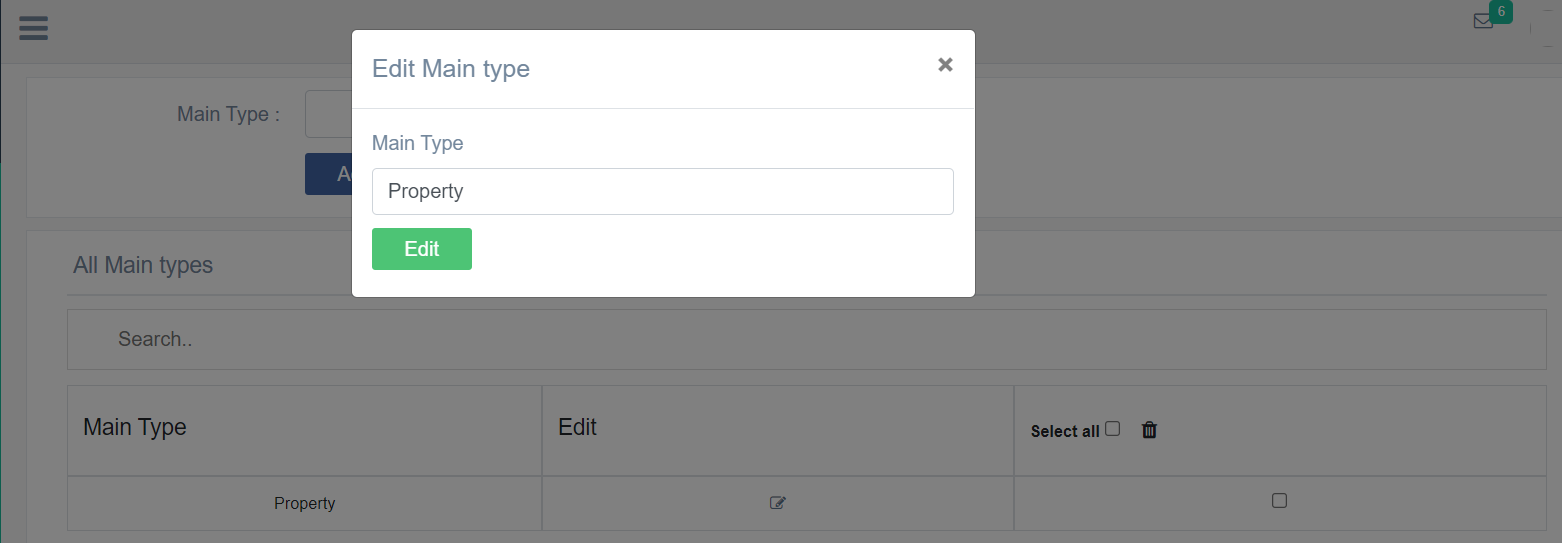 6
Edit Main type
×
Main Type :
Main Type
Property
Edit
All Main types
Search..
Main Type Edit Select all
Property